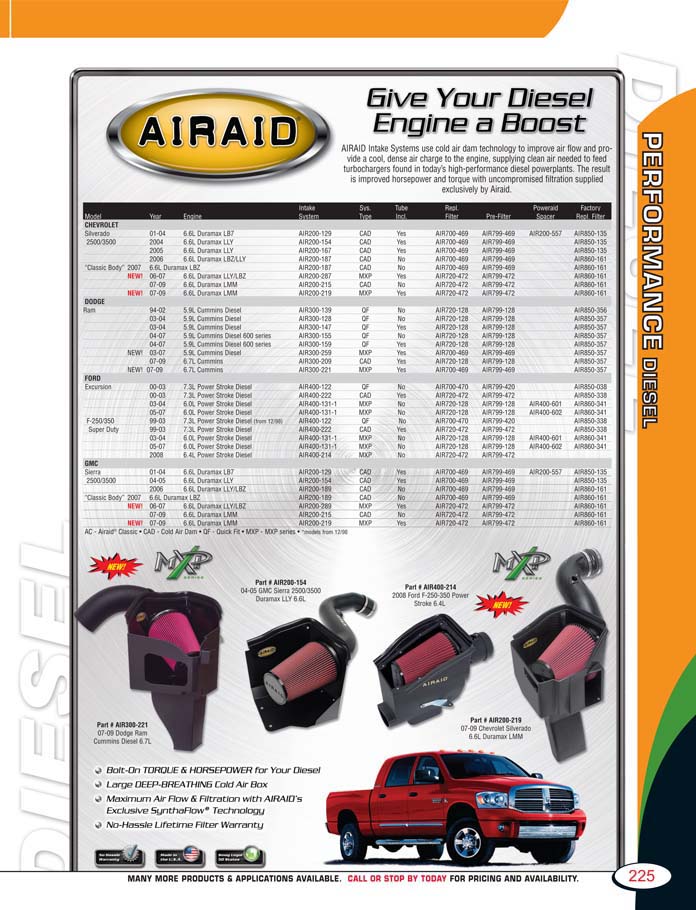 AIRAID
Give Your Diesel
Engine a Boost
AIRAID Intake Systems use cold air dam technology to improve air flow and pro-
vide a cool, dense air charge to the engine, supplying clean air needed to feed
turbochargers found in today's high-performance diesel powerplants. The result
is improved horsepower and torque with uncompromised filtration supplied
exclusively by Airaid.
Intake Sys. Tube Repl. Poweraid Factory
Model Year Engine System Type Incl. Filter Pre-Filter Spacer Repl. Filter
CHEVROLET
Silverado 01-04 6.6L Duramax LB7 AIR200-129 CAD Yes AIR700-469 AIR799-469 AIR200-557 AIR850-135
2500/3500 2004 6.6L Duramax LLY AIR200-154 CAD Yes AIR700-469 AIR799-469 AIR850-135
2005 6.6L Duramax LLY AIR200-167 CAD Yes AIR700-469 AIR799-469 AIR850-135
2006 6.6L Duramax LBZ/LLY AIR200-187 CAD No AIR700-469 AIR799-469 AIR860-161
"Classic Body" 2007 6.6L Duramax LBZ AIR200-187 CAD No AIR700-469 AIR799-469 AIR860-161
NEW! 06-07 6.6L Duramax LLY/LBZ AIR200-287 MXP Yes AIR720-472 AIR799-472 AIR860-161
07-09 6.6L Duramax LMM AIR200-215 CAD No AIR720-472 AIR799-472 AIR860-161
NEW! 07-09 6.6L Duramax LMM AIR200-219 MXP Yes AIR720-472 AIR799-472 AIR860-161
DODGE
Ram 94-02 5.9L Cummins Diesel AIR300-139 QF No AIR720-128 AIR799-128 AIR850-356
03-04 5.9L Cummins Diesel AIR300-128 QF No AIR720-128 AIR799-128 AIR850-357
03-04 5.9L Cummins Diesel AIR300-147 QF Yes AIR720-128 AIR799-128 AIR850-357
04-07 5.9L Cummins Diesel 600 series AIR300-155 QF No AIR720-128 AIR799-128 AIR850-357
04-07 5.9L Cummins Diesel 600 series AIR300-159 QF Yes AIR720-128 AIR799-128 AIR850-357
NEW! 03-07 5.9L Cummins Diesel AIR300-259 MXP Yes AIR700-469 AIR799-469 AIR850-357
07-09 6.7L Cummins AIR300-209 CAD Yes AIR720-128 AIR799-128 AIR850-357
NEW! 07-09 6.7L Cummins AIR300-221 MXP Yes AIR700-469 AIR799-469 AIR850-357
FORD
Excursion 00-03 7.3L Power Stroke Diesel AIR400-122 QF No AIR700-470 AIR799-420 AIR850-038
00-03 7.3L Power Stroke Diesel AIR400-222 CAD Yes AIR720-472 AIR799-472 AIR850-338
03-04 6.0L Power Stroke Diesel AIR400-131-1 MXP No AIR720-128 AIR799-128 AIR400-601 AIR860-341
05-07 6.0L Power Stroke Diesel AIR400-131-1 MXP No AIR720-128 AIR799-128 AIR400-602 AIR860-341
F-250/350 99-03 7.3L Power Stroke Diesel (from 12/98) AIR400-122 QF No AIR700-470 AIR799-420 AIR850-338
Super Duty 99-03 7.3L Power Stroke Diesel AIR400-222 CAD Yes AIR720-472 AIR799-472 AIR850-338
03-04 6.0L Power Stroke Diesel AIR400-131-1 MXP No AIR720-128 AIR799-128 AIR400-601 AIR860-341
05-07 6.0L Power Stroke Diesel AIR400-131-1 MXP No AIR720-128 AIR799-128 AIR400-602 AIR860-341
2008 6.4L Power Stroke Diesel AIR400-214 MXP No AIR720-472 AIR799-472
GMC
Sierra 01-04 6.6L Duramax LB7 AIR200-129 CAD Yes AIR700-469 AIR799-469 AIR200-557 AIR850-135
2500/3500 04-05 6.6L Duramax LLY AIR200-154 CAD Yes AIR700-469 AIR799-469 AIR850-135
2006 6.6L Duramax LLY/LBZ AIR200-189 CAD No AIR700-469 AIR799-469 AIR860-161
"Classic Body" 2007 6.6L Duramax LBZ AIR200-189 CAD No AIR700-469 AIR799-469 AIR860-161
NEW! 06-07 6.6L Duramax LLY/LBZ AIR200-289 MXP Yes AIR720-472 AIR799-472 AIR860-161
07-09 6.6L Duramax LMM AIR200-215 CAD No AIR720-472 AIR799-472 AIR860-161
NEW! 07-09 6.6L Duramax LMM AIR200-219 MXP Yes AIR720-472 AIR799-472 AIR860-161
AC - Airaid® Classic • CAD - Cold Air Dam • QF - Quick Fit • MXP - MXP series • *models from 12/98
NEW!
MXP
SERIES
Part # AIR200-154
04-05 GMC Sierra 2500/3500
Duramax LLY 6.6L
Part # AIR400-214
2008 Ford F-250-350 Power
Stroke 6.4L
MXP
SERIES
NEW!
AIRAID
AIRAID
Part # AIR300-221
07-09 Dodge Ram
Cummins Diesel 6.7L
Part # AIR200-219
07-09 Chevrolet Silverado
6.6L Duramax LMM
Bolt-On TORQUE & HORSEPOWER for Your Diesel
Large DEEP-BREATHING Cold Air Box
Maximum Air Flow & Filtration with AIRAID's
Exclusive SynthaFlow® Technology
No-Hassle Lifetime Filter Warranty
No Hassle
Warranty
Made in
the U.S.A.
Smog Legal
50 States
MANY MORE PRODUCTS & APPLICATIONS AVAILABLE. CALL OR STOP BY TODAY FOR PRICING AND AVAILABILITY.
225
PERFORMANCE DIESEL
DIESEL
DIESEL